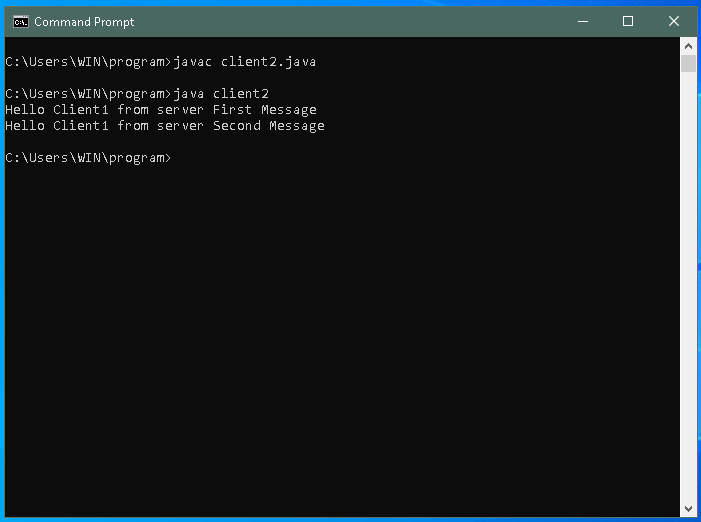 Command Prompt
C:\Users\WIN\program>javac client2.java
C:\Users\WIN\program>java client2
Hello Client1 from server First Message
Hello Client1 from server Second Message
C:\Users\WIN\program>